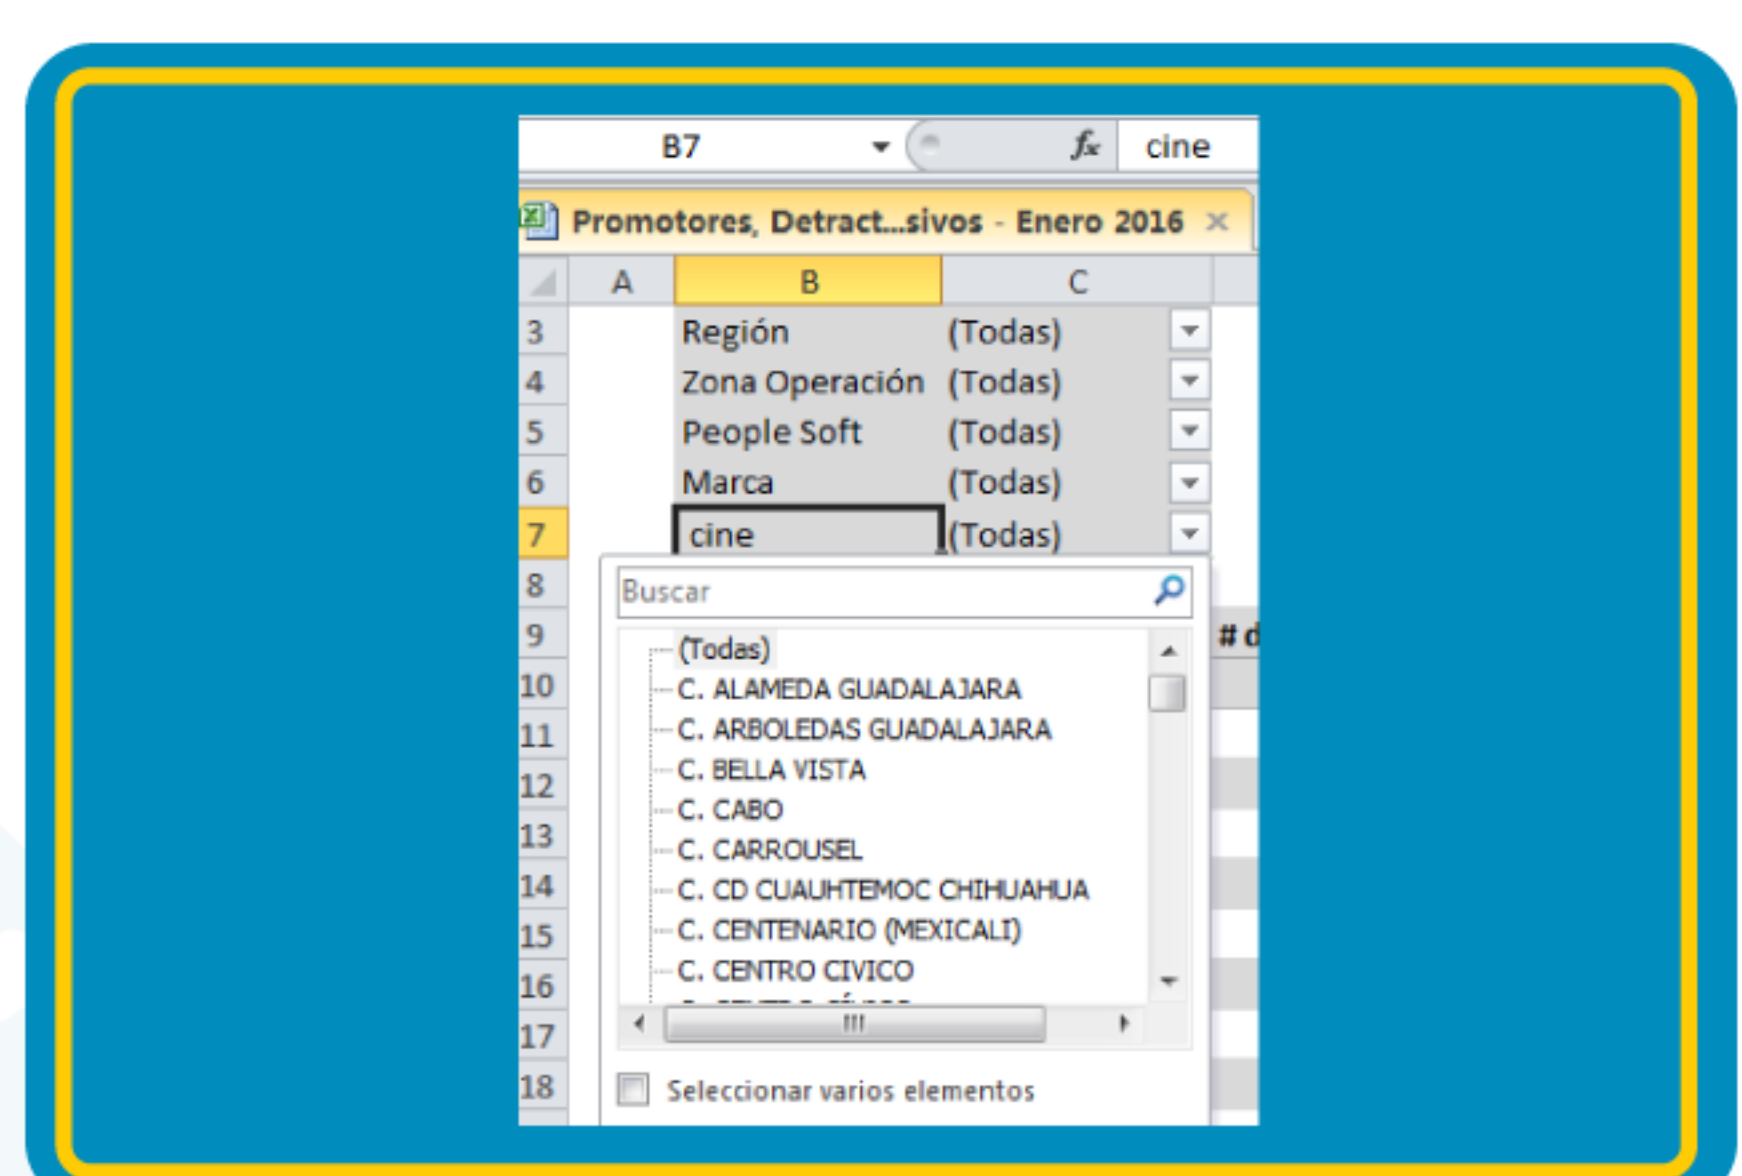 B7 fx cine
Promotores, Detract...sivos - Enero 2016
A B C
3 Región (Todas)
4 Zona Operación (Todas)
5 People Soft (Todas)
6 Marca (Todas)
7 cine (Todas)
8 Buscar
9 (Todas) # d
10 C. ALAMEDA GUADALAJARA
11 C. ARBOLEDAS GUADALAJARA
12 C. BELLA VISTA
C. CABO
13 C. CARROUSEL
14 C. CD CUAUHTEMOC CHIHUAHUA
15 C. CENTENARIO (MEXICALI)
16 C. CENTRO CIVICO
17
18 Seleccionar varios elementos